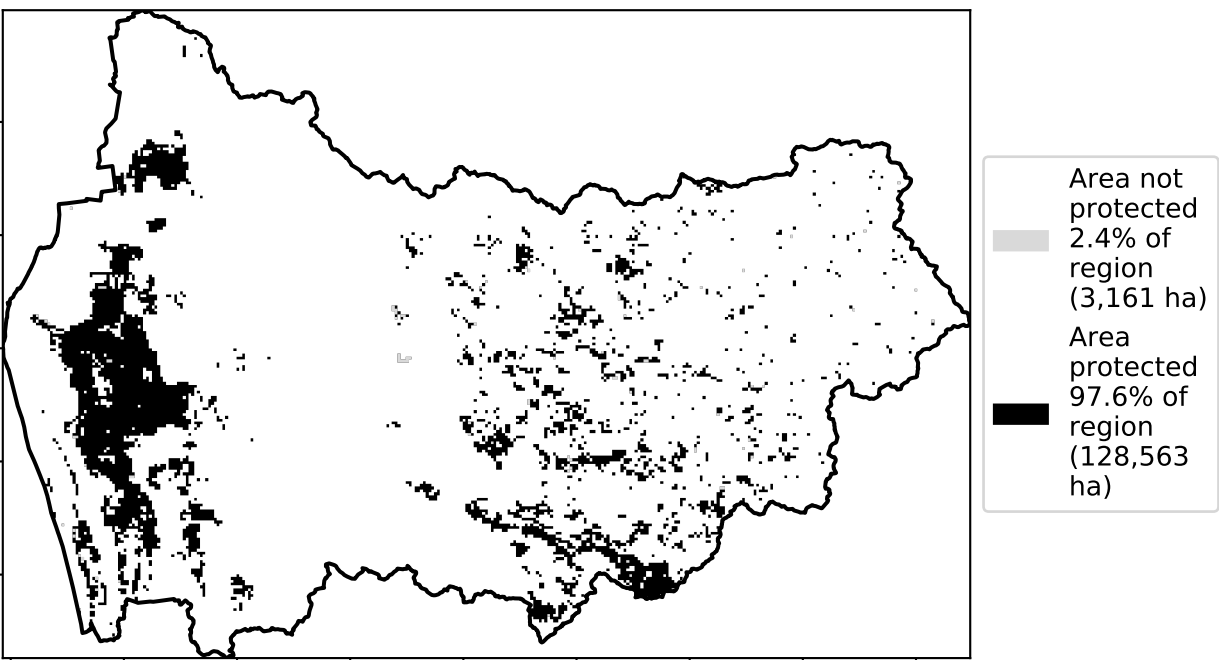 Area not
protected
2.4% of
region
(3,161 ha)
Area
protected
97.6% of
region
(128,563
ha)